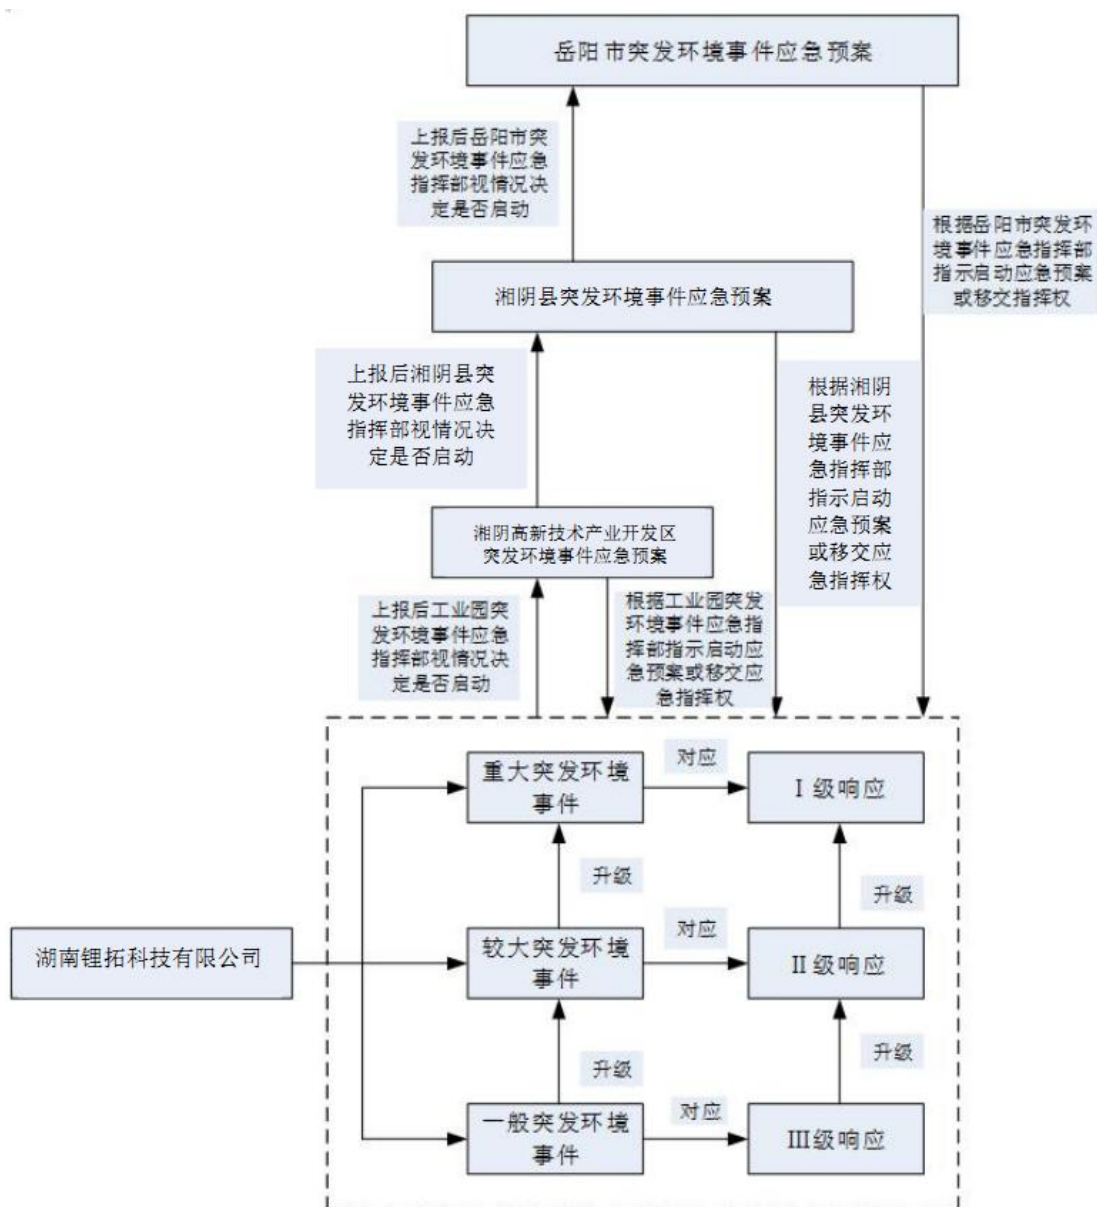 岳阳市突发环境事件应急预案
上报后岳阳市突
发环境事件应急
指挥部视情况决
定是否启动
根据岳阳市突发环
境事件应急指挥部
指示启动应急预案
或移交指挥权
湘阴县突发环境事件应急预案
上报后湘阴县突
发环境事件应急
指挥部视情况决
定是否启动
根据湘阴
县突发环
境事件应
急指挥部
指示启动
应急预案
或移交应
急指挥权
湘阴高新技术产业开发区
突发环境事件应急预案
上报后工业园突
发环境事件应急
指挥部视情况决
定是否启动
根据工业园突发
环境事件应急指
挥部指示启动应
急预案或移交应
急指挥权
重大突发环境
事件
对应
Ⅰ级响应
升级
升级
湖南锂拓科技有限公司
较大突发环境
事件
对应
Ⅱ级响应
升级
升级
一般突发环境
事件
对应
Ⅲ级响应